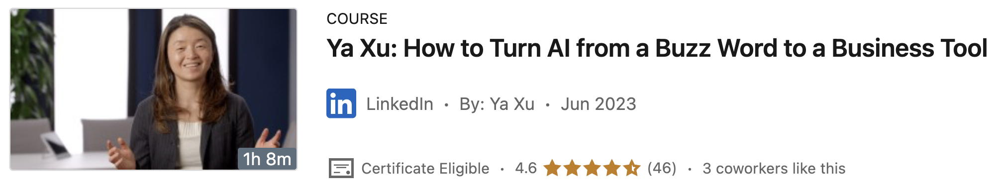 COURSE
Ya Xu: How to Turn AI from a Buzz Word to a Business Tool
in LinkedIn · By: Ya Xu · Jun 2023
1h 8m
Certificate Eligible · 4.6 (46) · 3 coworkers like this